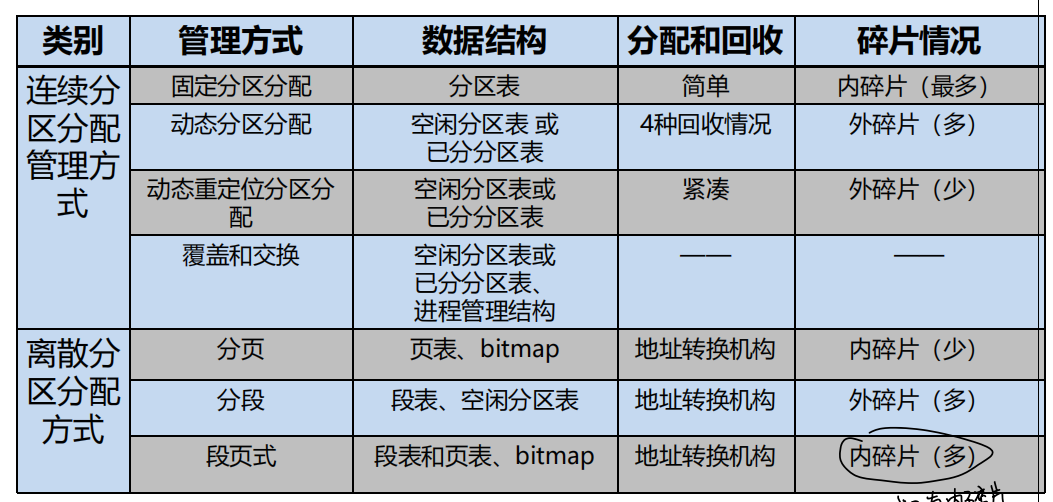 类别 管理方式 数据结构 分配和回收 碎片情况
连续分区分配管理方式
固定分区分配 分区表 简单 内碎片（最多）
动态分区分配 空闲分区表 或 4种回收情况 外碎片（多）
已分分区表
动态重定位分区分 空闲分区表或 紧凑 外碎片（少）
配 已分分区表
覆盖和交换 空闲分区表或 —— ——
已分分区表、
进程管理结构
离散分区分配方式
分页 页表、bitmap 地址转换机构 内碎片（少）
分段 段表、空闲分区表 地址转换机构 外碎片（多）
段页式 段表和页表、bitmap 地址转换机构 内碎片（多）
内碎片